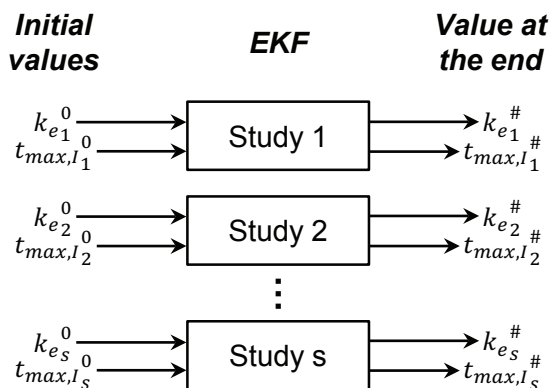 Initial values
EKF
Value at the end
k_{e_1}^0
t_{max,I_1}^0
Study 1
k_{e_1}^#
t_{max,I_1}^#
k_{e_2}^0
t_{max,I_2}^0
Study 2
k_{e_2}^#
t_{max,I_2}^#
⋮
k_{e_s}^0
t_{max,I_s}^0
Study s
k_{e_s}^#
t_{max,I_s}^#